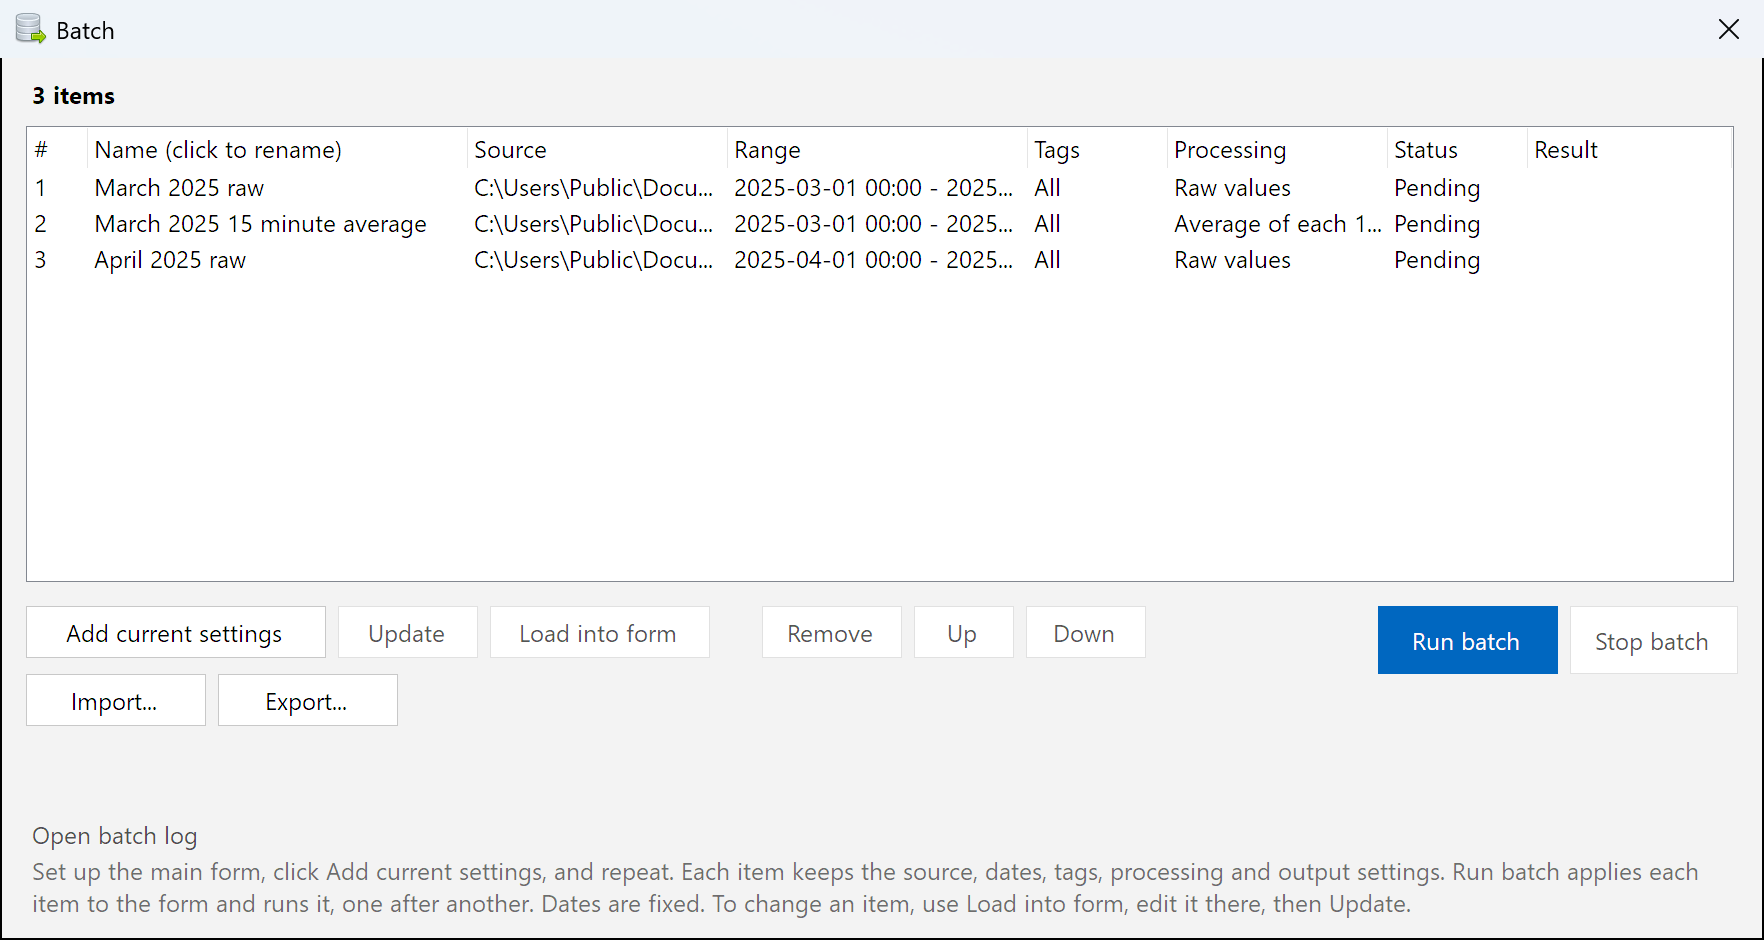 Batch
3 items
# Name (click to rename) Source Range Tags Processing Status Result
1 March 2025 raw C:\Users\Public\Docu... 2025-03-01 00:00 - 2025... All Raw values Pending
2 March 2025 15 minute average C:\Users\Public\Docu... 2025-03-01 00:00 - 2025... All Average of each 1... Pending
3 April 2025 raw C:\Users\Public\Docu... 2025-04-01 00:00 - 2025... All Raw values Pending
Add current settings Update Load into form Remove Up Down Run batch Stop batch
Import... Export...
Open batch log
Set up the main form, click Add current settings, and repeat. Each item keeps the source, dates, tags, processing and output settings. Run batch applies each
item to the form and runs it, one after another. Dates are fixed. To change an item, use Load into form, edit it there, then Update.